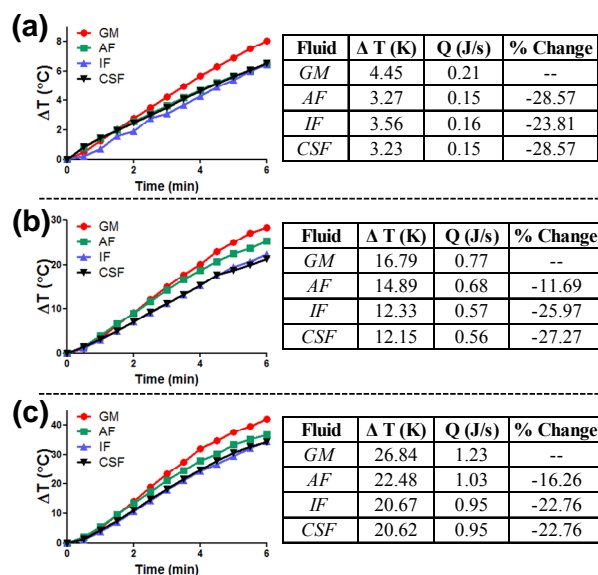 (a)
GM
AF
IF
CSF
8
6
4
2
0
0 2 4 6
ΔT (°C)
Time (min)
Fluid Δ T (K) Q (J/s) % Change
GM 4.45 0.21 --
AF 3.27 0.15 -28.57
IF 3.56 0.16 -23.81
CSF 3.23 0.15 -28.57
(b)
GM
AF
IF
CSF
30
20
10
0
0 2 4 6
ΔT (°C)
Time (min)
Fluid Δ T (K) Q (J/s) % Change
GM 16.79 0.77 --
AF 14.89 0.68 -11.69
IF 12.33 0.57 -25.97
CSF 12.15 0.56 -27.27
(c)
GM
AF
IF
CSF
40
30
20
10
0
0 2 4 6
ΔT (°C)
Time (min)
Fluid Δ T (K) Q (J/s) % Change
GM 26.84 1.23 --
AF 22.48 1.03 -16.26
IF 20.67 0.95 -22.76
CSF 20.62 0.95 -22.76